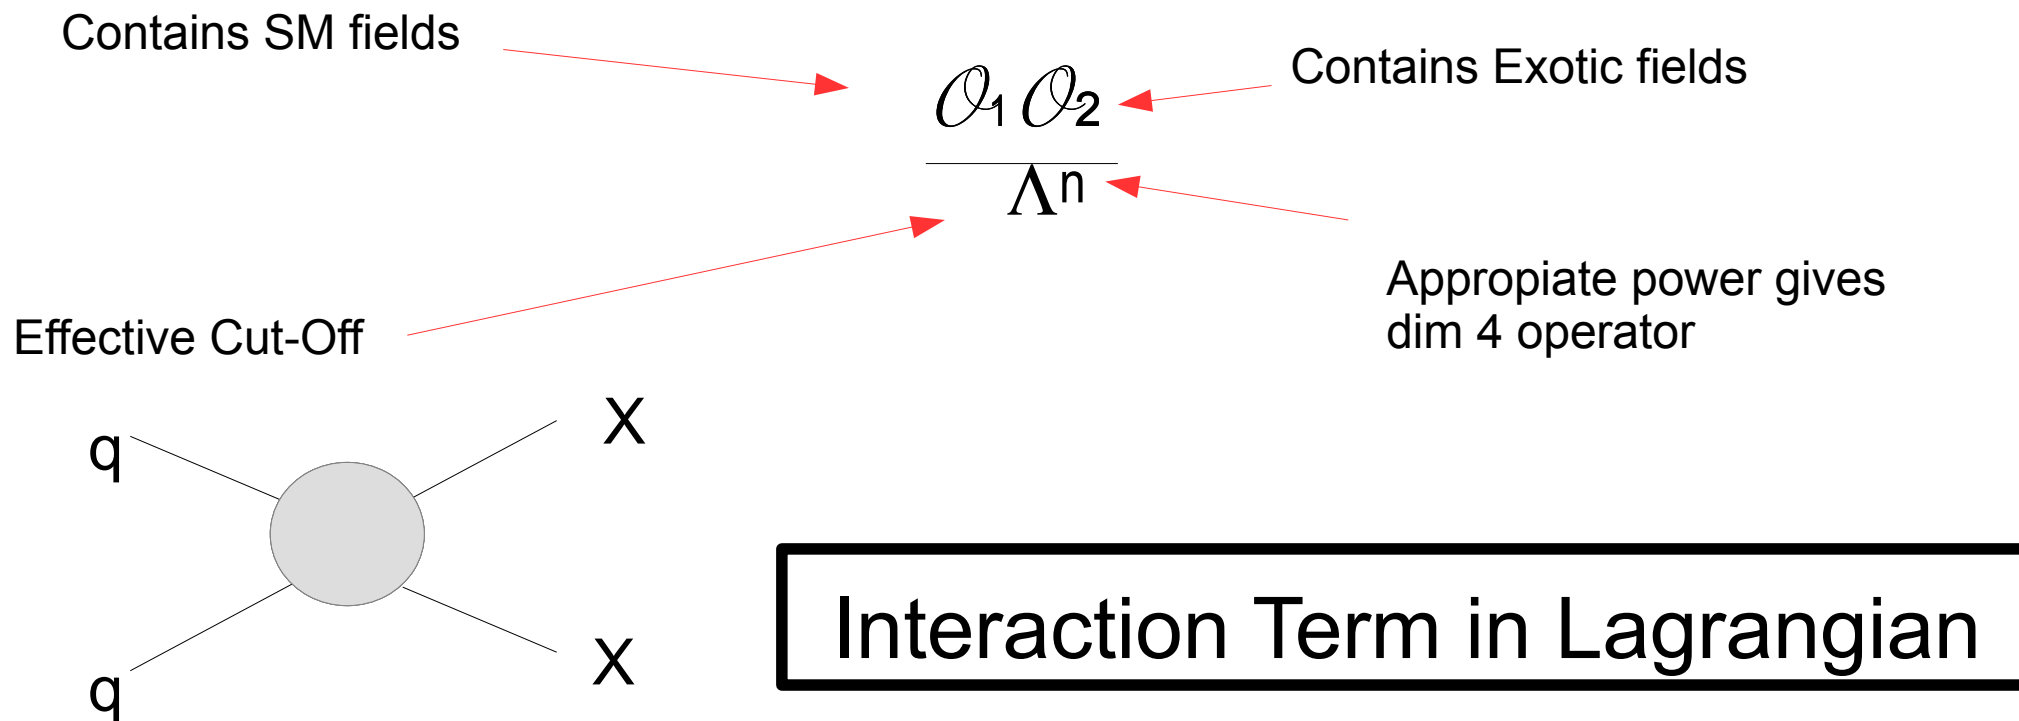 Contains SM fields
𝒪1 𝒪2
Contains Exotic fields
Λn
Appropiate power gives
dim 4 operator
Effective Cut-Off
q
X
q
X
Interaction Term in Lagrangian